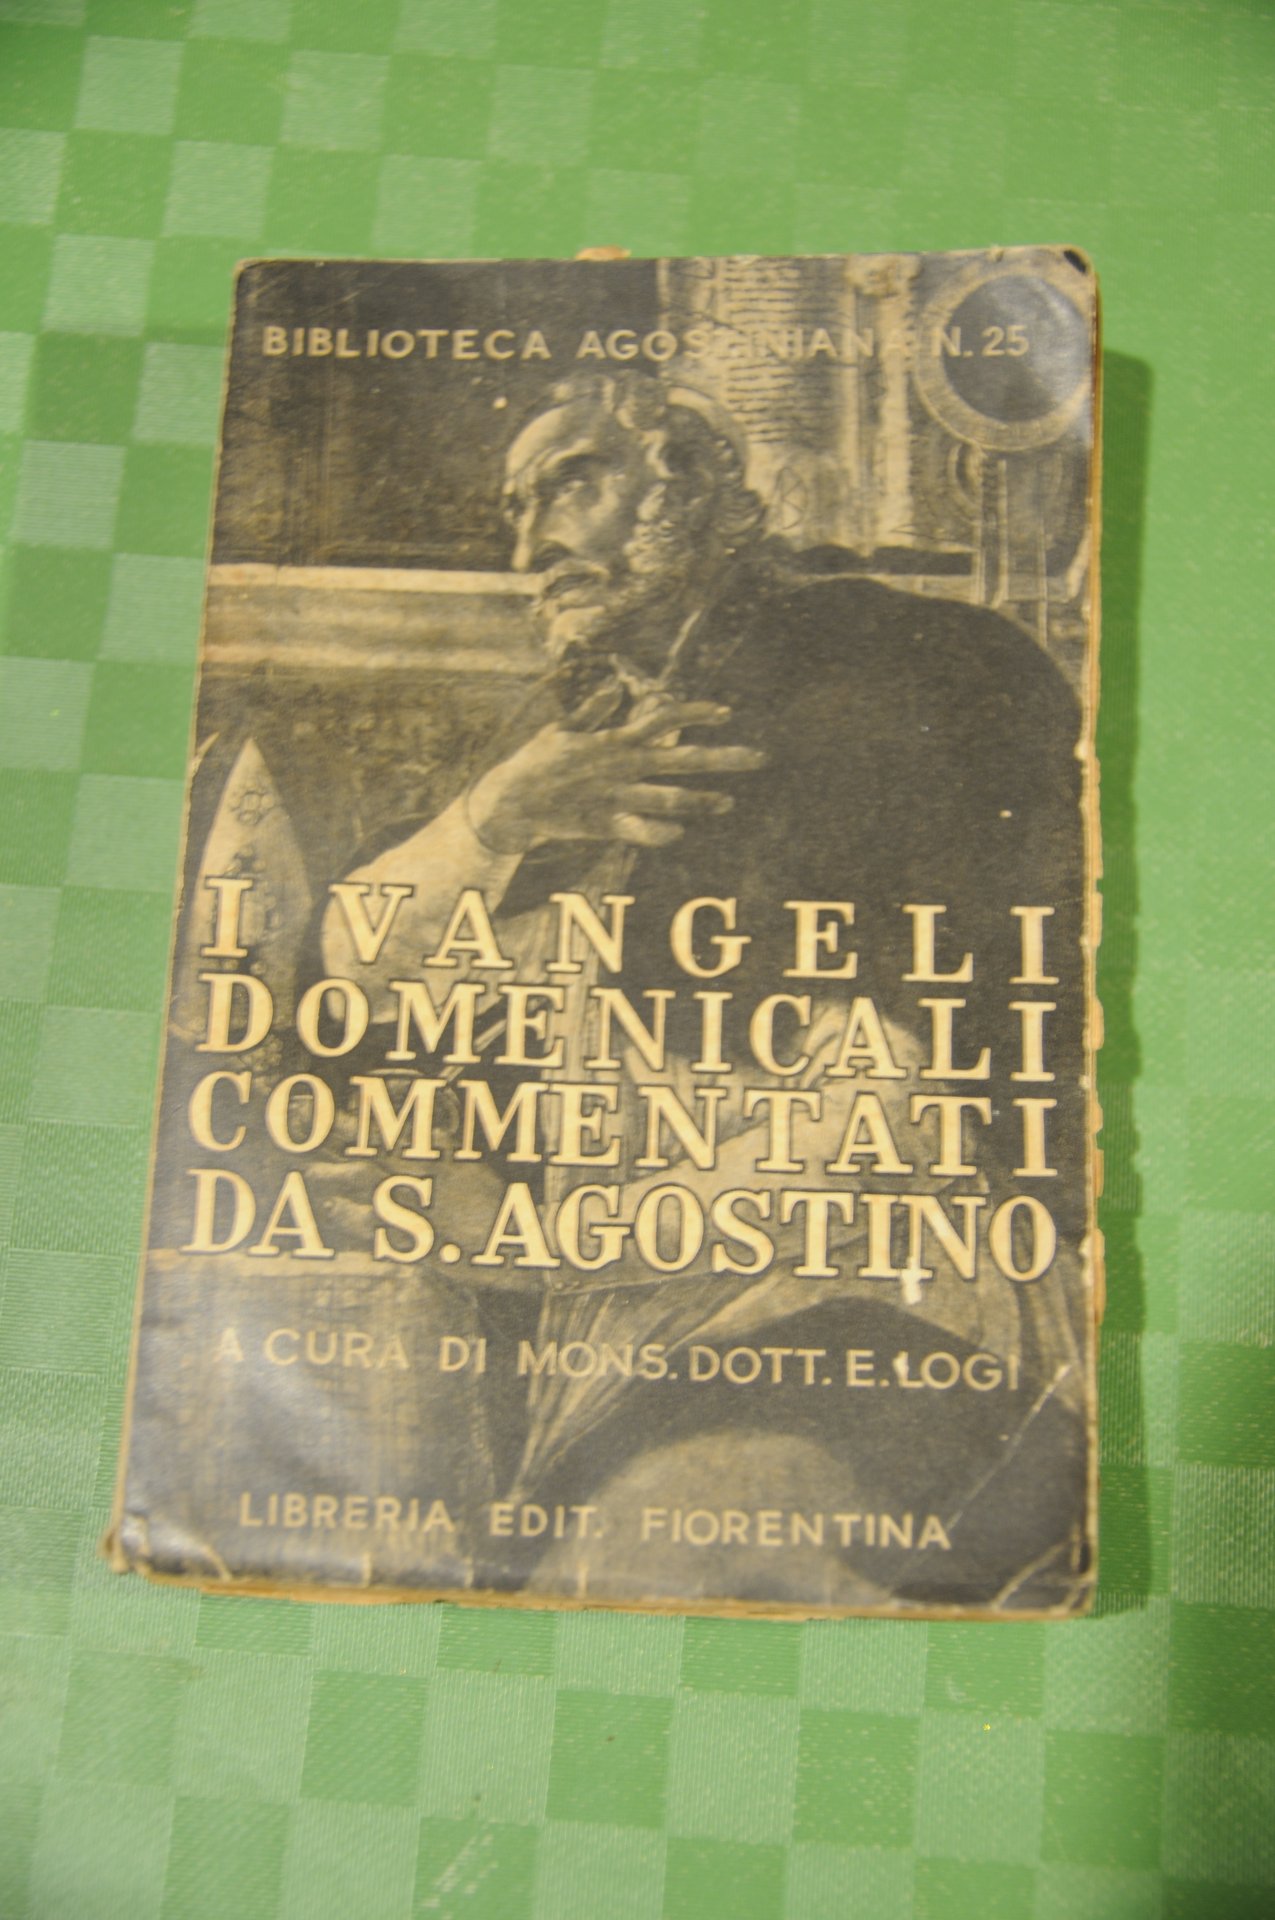 BIBLIOTECA AGOSTINIANA N. 25
I VANGELI
DOMENICALI
COMMENTATI
DA S. AGOSTINO
A CURA DI MONS. DOTT. E. LOGI
LIBRERIA EDIT. FIORENTINA